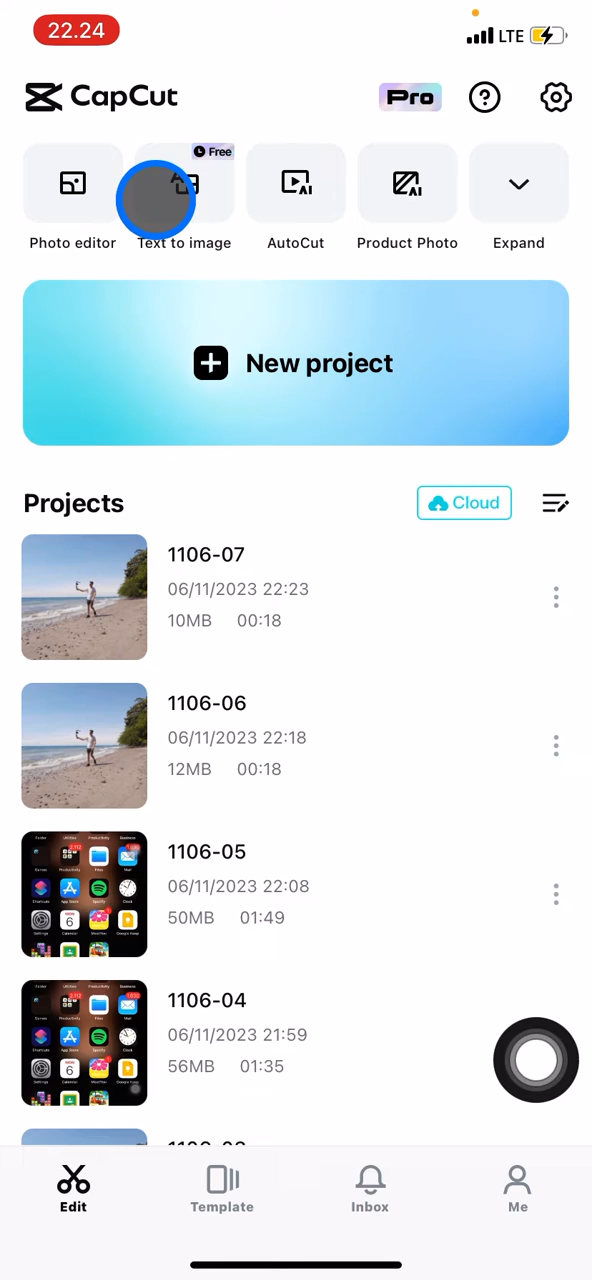 22.24
LTE
CapCut
Pro
Free
Photo editor
Text to image
AutoCut
Product Photo
Expand
New project
Projects
Cloud
1106-07
06/11/2023 22:23
10MB 00:18
1106-06
06/11/2023 22:18
12MB 00:18
1106-05
06/11/2023 22:08
50MB 01:49
1106-04
06/11/2023 21:59
56MB 01:35
Edit
Template
Inbox
Me